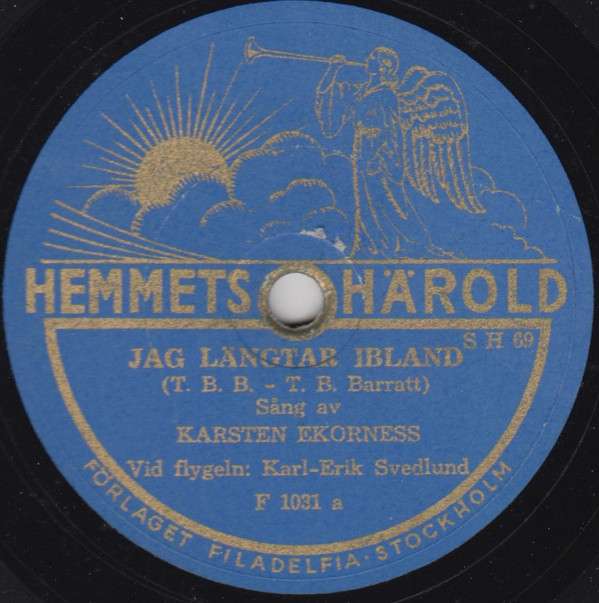 HEMMETS HÄROLD
S H 69
JAG LÄNGTAR IBLAND
(T. B. B. - T. B. Barratt)
Sång av
KARSTEN EKORNESS
Vid flygeln: Karl-Erik Svedlund
F 1031 a
FÖRLAGET FILADELFIA · STOCKHOLM